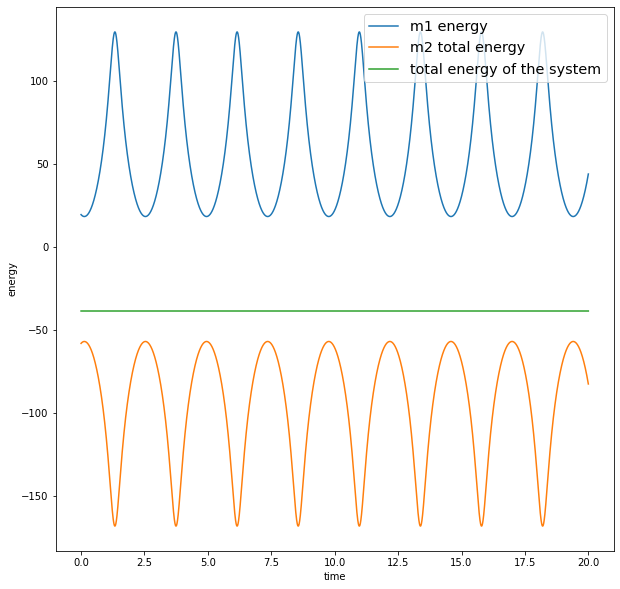 m1 energy
m2 total energy
total energy of the system
100
50
0
−50
−100
−150
energy
0.0 2.5 5.0 7.5 10.0 12.5 15.0 17.5 20.0
time